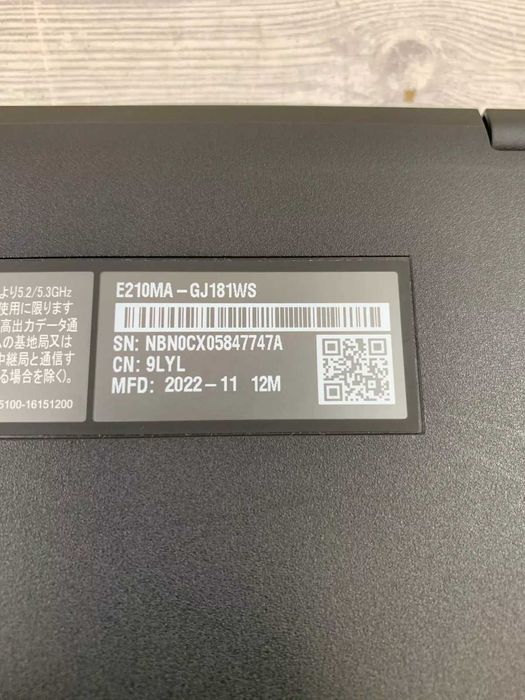 より5.2/5.3GHz
使用に限ります
高出力データ通
ムの基地局又は
中継局と通信す
る場合を除く)。
5100-16151200
E210MA-GJ181WS
SN: NBN0CX05847747A
CN: 9LYL
MFD: 2022-11 12M